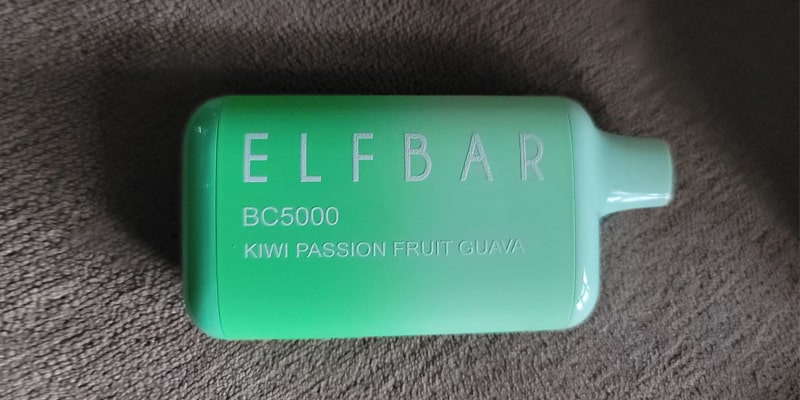 ELFBAR
BC5000
KIWI PASSION FRUIT GUAVA